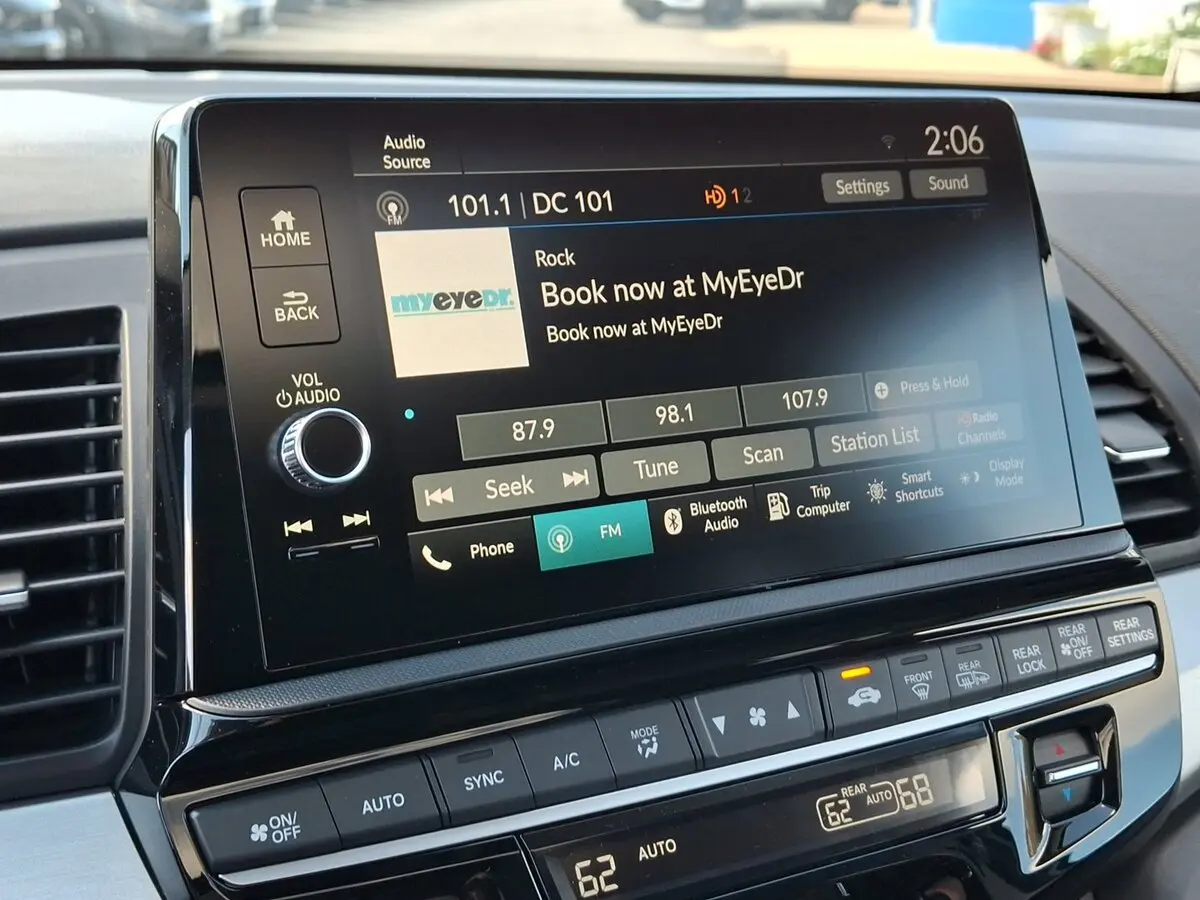 Audio
Source
2:06
FM
101.1 | DC 101
HD 1 2
Settings
Sound
HOME
BACK
VOL
AUDIO
myeyeDr.
Rock
Book now at MyEyeDr
Book now at MyEyeDr
87.9
98.1
107.9
Press & Hold
Seek
Tune
Scan
Station List
Radio
Channels
Phone
FM
Bluetooth
Audio
Trip
Computer
Smart
Shortcuts
Display
Mode
ON/
OFF
AUTO
SYNC
A/C
MODE
FRONT
REAR
REAR
LOCK
REAR
ON/
OFF
REAR
SETTINGS
62
AUTO
REAR
62
AUTO
68